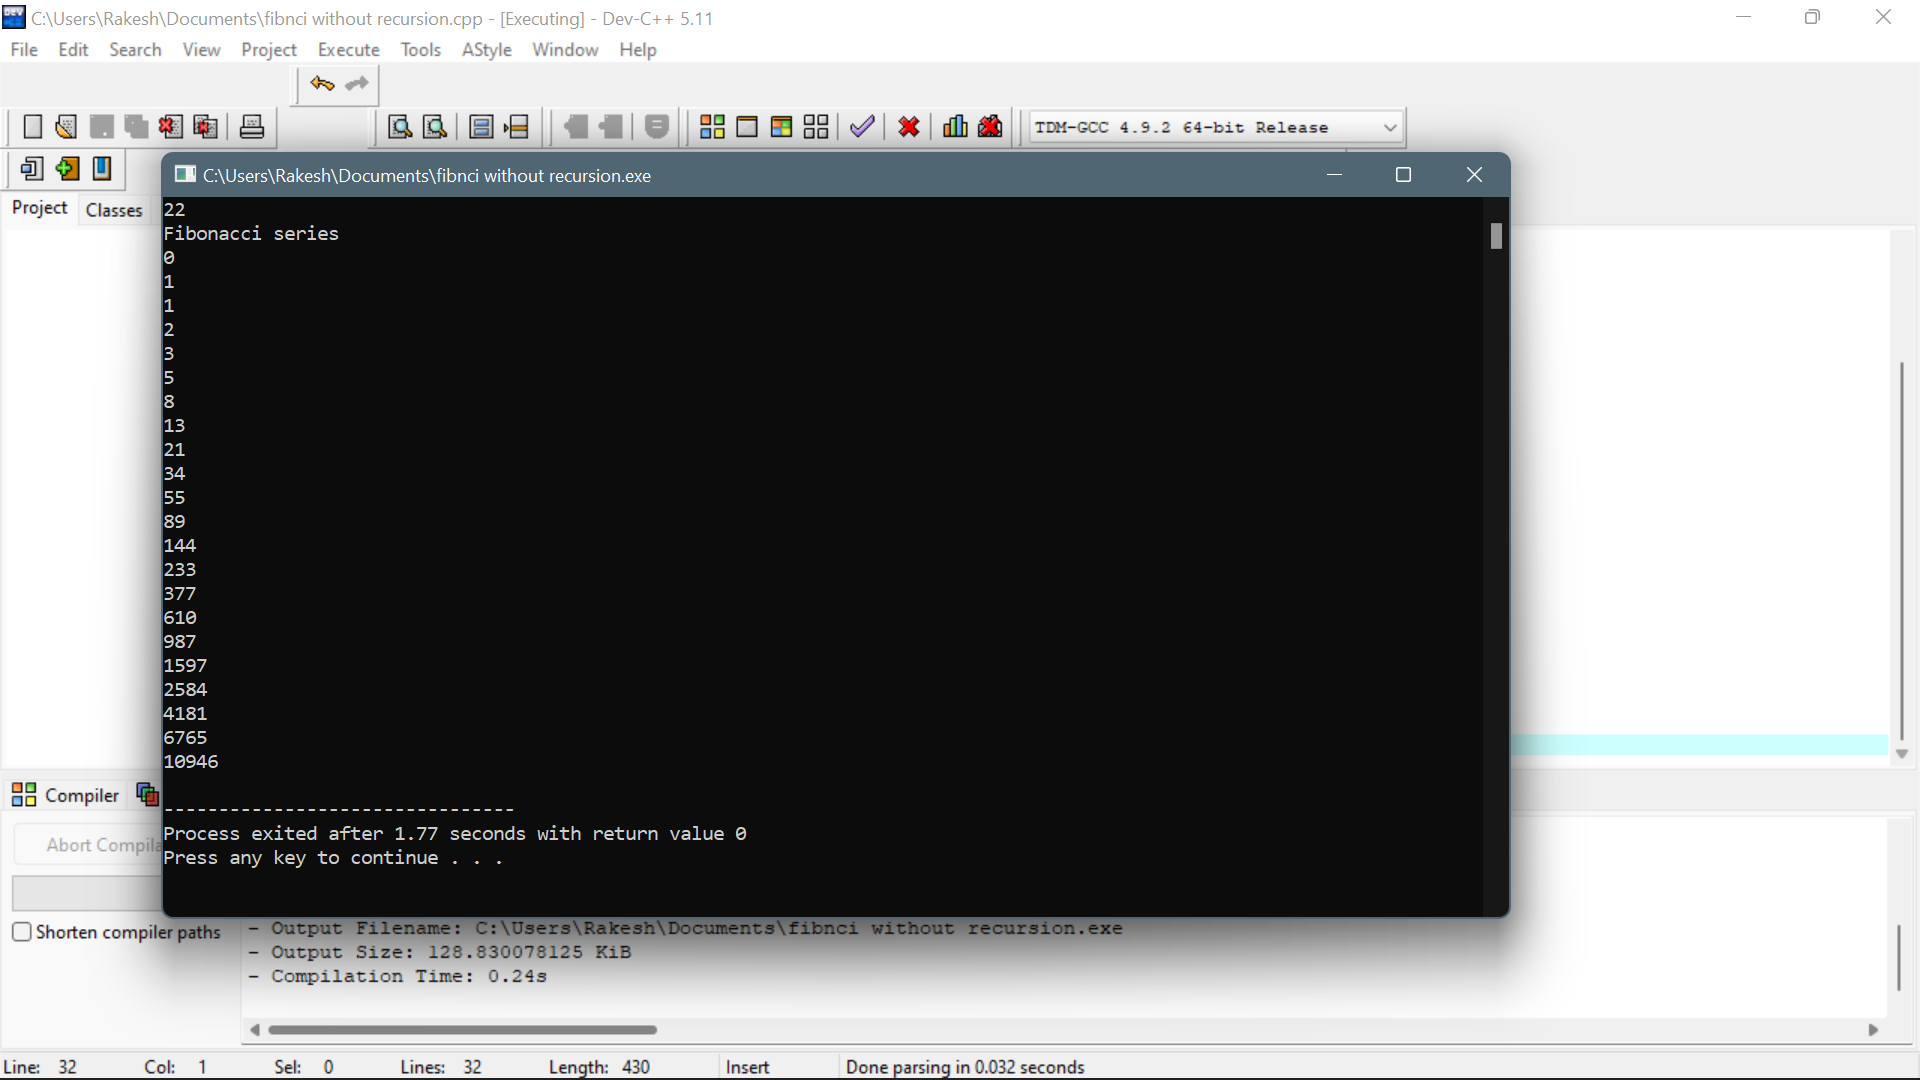 C:\Users\Rakesh\Documents\fibnci without recursion.cpp - [Executing] - Dev-C++ 5.11
File Edit Search View Project Execute Tools AStyle Window Help
TDM-GCC 4.9.2 64-bit Release
C:\Users\Rakesh\Documents\fibnci without recursion.exe
Project Classes
22
Fibonacci series
0
1
1
2
3
5
8
13
21
34
55
89
144
233
377
610
987
1597
2584
4181
6765
10946
--------------------------------
Process exited after 1.77 seconds with return value 0
Press any key to continue . . .
Compiler
Abort Compila
Shorten compiler paths
- Output Filename: C:\Users\Rakesh\Documents\fibnci without recursion.exe
- Output Size: 128.830078125 KiB
- Compilation Time: 0.24s
Line: 32 Col: 1 Sel: 0 Lines: 32 Length: 430 Insert Done parsing in 0.032 seconds